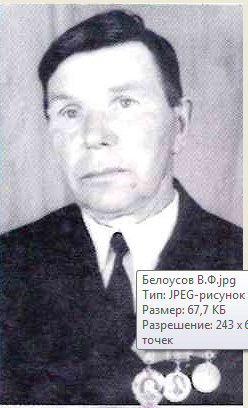 Белоусов В.Ф.jpg
Тип: JPEG-рисунок
Размер: 67,7 КБ
Разрешение: 243 x 6
точек